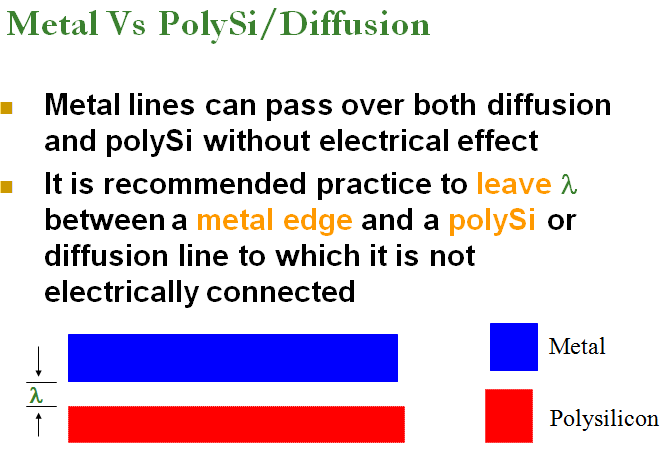 Metal Vs PolySi/Diffusion
Metal lines can pass over both diffusion
and polySi without electrical effect
It is recommended practice to leave λ
between a metal edge and a polySi or
diffusion line to which it is not
electrically connected
Metal
λ
Polysilicon